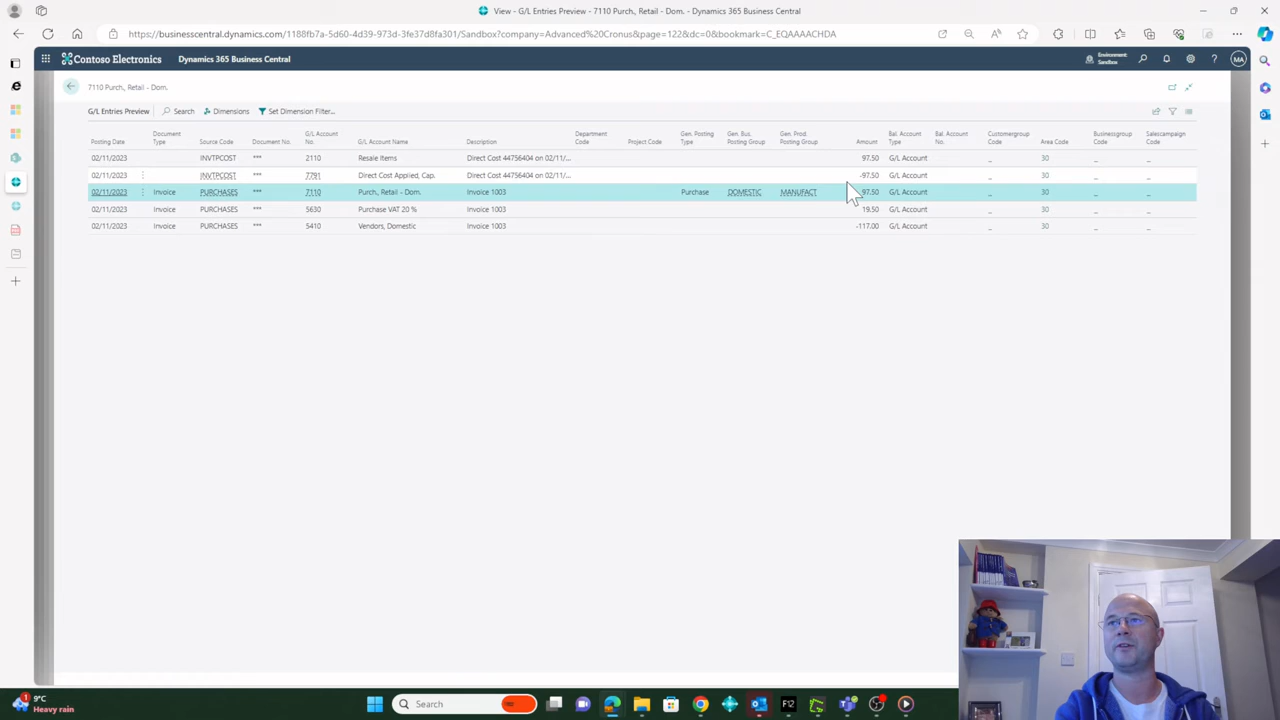 View - G/L Entries Preview - 7110 Purch., Retail - Dom. - Dynamics 365 Business Central
https://businesscentral.dynamics.com/1188fb7a-5d60-4d39-973d-3fe37d8fa301/Sandbox?company=Advanced%20Cronus&page=122&dc=0&bookmark=C_EQAAAACHDA
Contoso Electronics Dynamics 365 Business Central Environment: Sandbox MA
7110 Purch., Retail - Dom.
G/L Entries Preview Search Dimensions Set Dimension Filter...
Posting Date Document Type Source Code Document No. G/L Account No. G/L Account Name Description Department Code Project Code Gen. Posting Type Gen. Bus. Posting Group Gen. Prod. Posting Group Amount Bal. Account Type Bal. Account No. Customergroup Code Area Code Businessgroup Code Salescampaign Code
02/11/2023 INVTPCOST *** 2110 Resale Items Direct Cost 44756404 on 02/11/... 97.50 G/L Account _ 30 _ _
02/11/2023 INVTPCOST *** 7791 Direct Cost Applied, Cap. Direct Cost 44756404 on 02/11/... -97.50 G/L Account _ 30 _ _
02/11/2023 Invoice PURCHASES *** 7110 Purch., Retail - Dom. Invoice 1003 Purchase DOMESTIC MANUFACT 97.50 G/L Account _ 30 _ _
02/11/2023 Invoice PURCHASES *** 5630 Purchase VAT 20 % Invoice 1003 19.50 G/L Account _ 30 _ _
02/11/2023 Invoice PURCHASES *** 5410 Vendors, Domestic Invoice 1003 -117.00 G/L Account _ 30 _ _
1
9°C
Heavy rain
Search
F12